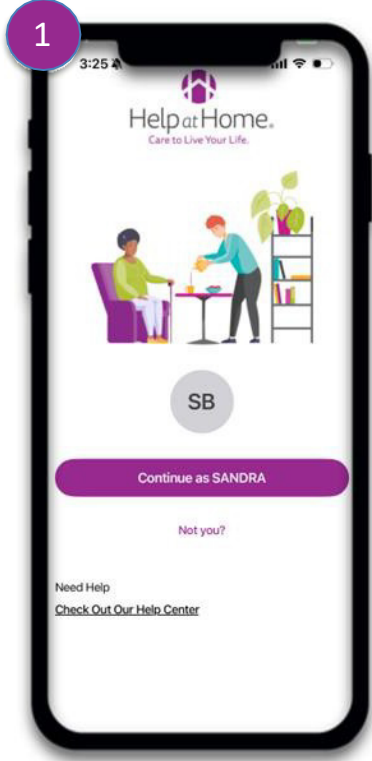 1
3:25
Help at Home.
Care to Live Your Life.
SB
Continue as SANDRA
Not you?
Need Help
Check Out Our Help Center